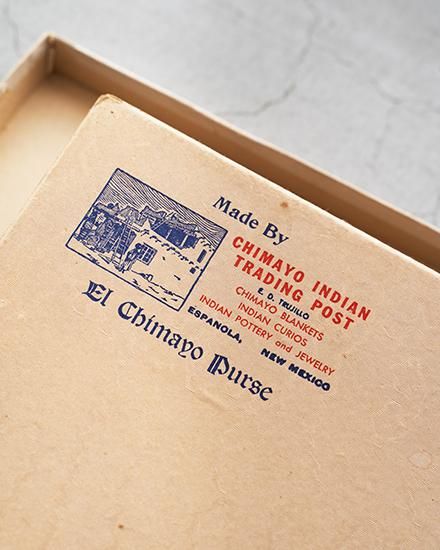 Made By
CHIMAYO INDIAN
TRADING POST
E. D. TRUJILLO
CHIMAYO BLANKETS
INDIAN CURIOS
INDIAN POTTERY and JEWELRY
ESPANOLA, NEW MEXICO
El Chimayo Purse